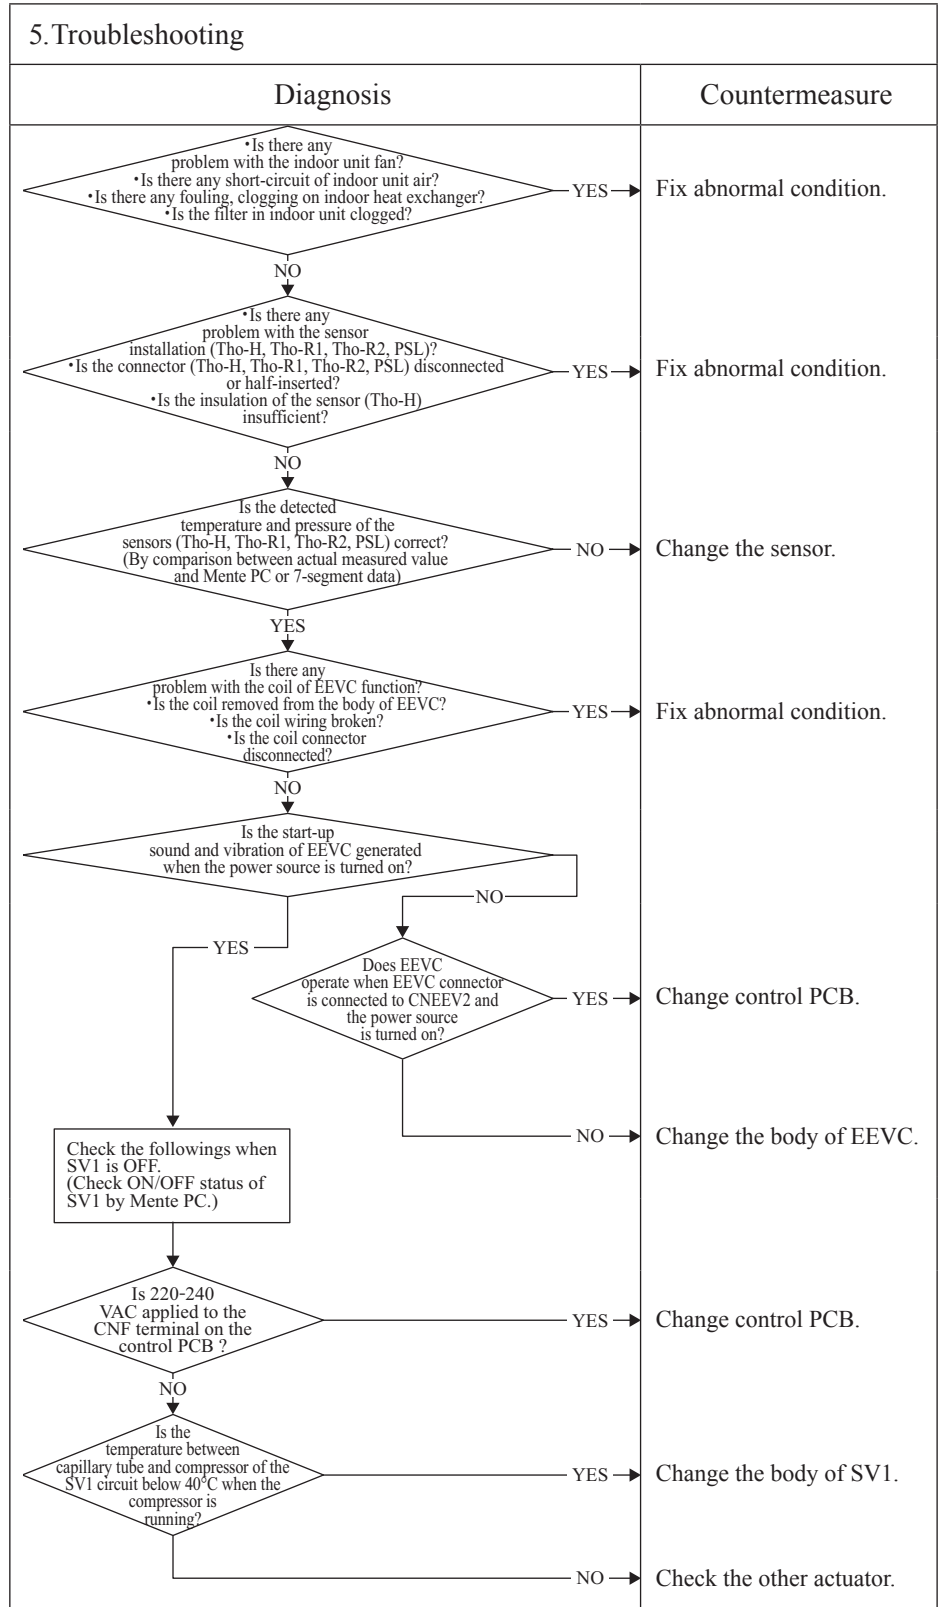 5.Troubleshooting
Diagnosis
Countermeasure
・Is there any
problem with the indoor unit fan?
・Is there any short-circuit of indoor unit air?
・Is there any fouling, clogging on indoor heat exchanger?
・Is the filter in indoor unit clogged?
YES
Fix abnormal condition.
NO
・Is there any
problem with the sensor
installation (Tho-H, Tho-R1, Tho-R2, PSL)?
・Is the connector (Tho-H, Tho-R1, Tho-R2, PSL) disconnected
or half-inserted?
・Is the insulation of the sensor (Tho-H)
insufficient?
YES
Fix abnormal condition.
NO
Is the detected
temperature and pressure of the
sensors (Tho-H, Tho-R1, Tho-R2, PSL) correct?
(By comparison between actual measured value
and Mente PC or 7-segment data)
NO
Change the sensor.
YES
Is there any
problem with the coil of EEVC function?
・Is the coil removed from the body of EEVC?
・Is the coil wiring broken?
・Is the coil connector
disconnected?
YES
Fix abnormal condition.
NO
Is the start-up
sound and vibration of EEVC generated
when the power source is turned on?
NO
YES
Does EEVC
operate when EEVC connector
is connected to CNEEV2 and
the power source
is turned on?
YES
Change control PCB.
NO
Change the body of EEVC.
Check the followings when
SV1 is OFF.
(Check ON/OFF status of
SV1 by Mente PC.)
Is 220-240
VAC applied to the
CNF terminal on the
control PCB ?
YES
Change control PCB.
NO
Is the
temperature between
capillary tube and compressor of the
SV1 circuit below 40°C when the
compressor is
running?
YES
Change the body of SV1.
NO
Check the other actuator.